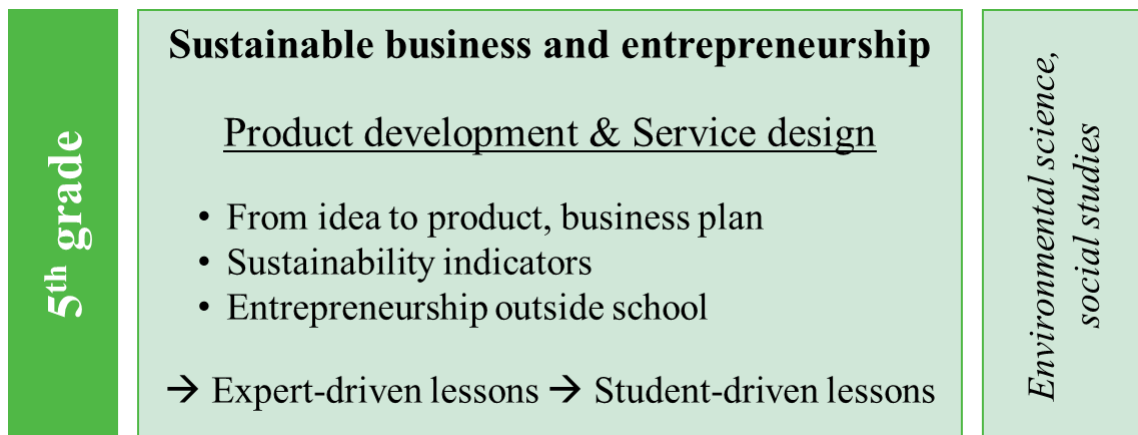 5th grade
Sustainable business and entrepreneurship
Product development & Service design
• From idea to product, business plan
• Sustainability indicators
• Entrepreneurship outside school
→ Expert-driven lessons → Student-driven lessons
Environmental science,
social studies